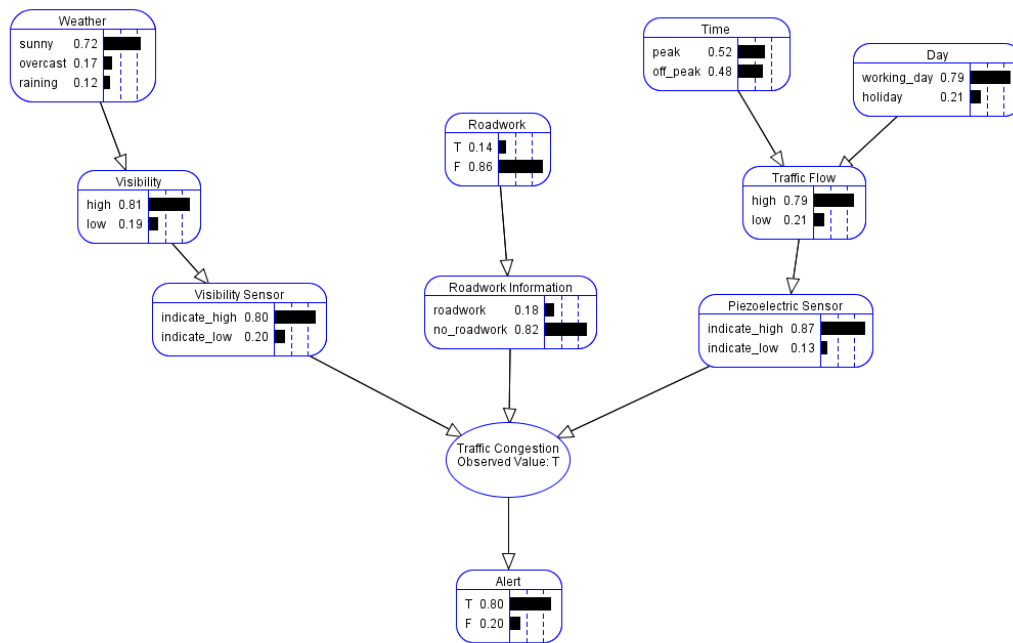 Weather
sunny 0.72
overcast 0.17
raining 0.12
Time
peak 0.52
off_peak 0.48
Day
working_day 0.79
holiday 0.21
Roadwork
T 0.14
F 0.86
Visibility
high 0.81
low 0.19
Traffic Flow
high 0.79
low 0.21
Visibility Sensor
indicate_high 0.80
indicate_low 0.20
Roadwork Information
roadwork 0.18
no_roadwork 0.82
Piezoelectric Sensor
indicate_high 0.87
indicate_low 0.13
Traffic Congestion
Observed Value: T
Alert
T 0.80
F 0.20